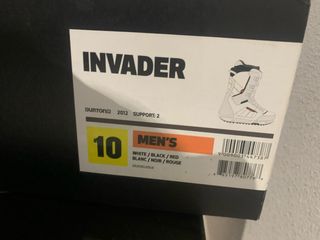 INVADER
BURTON 2012 SUPPORT: 2
10
MEN'S
WHITE / BLACK / RED
BLANC / NOIR / ROUGE